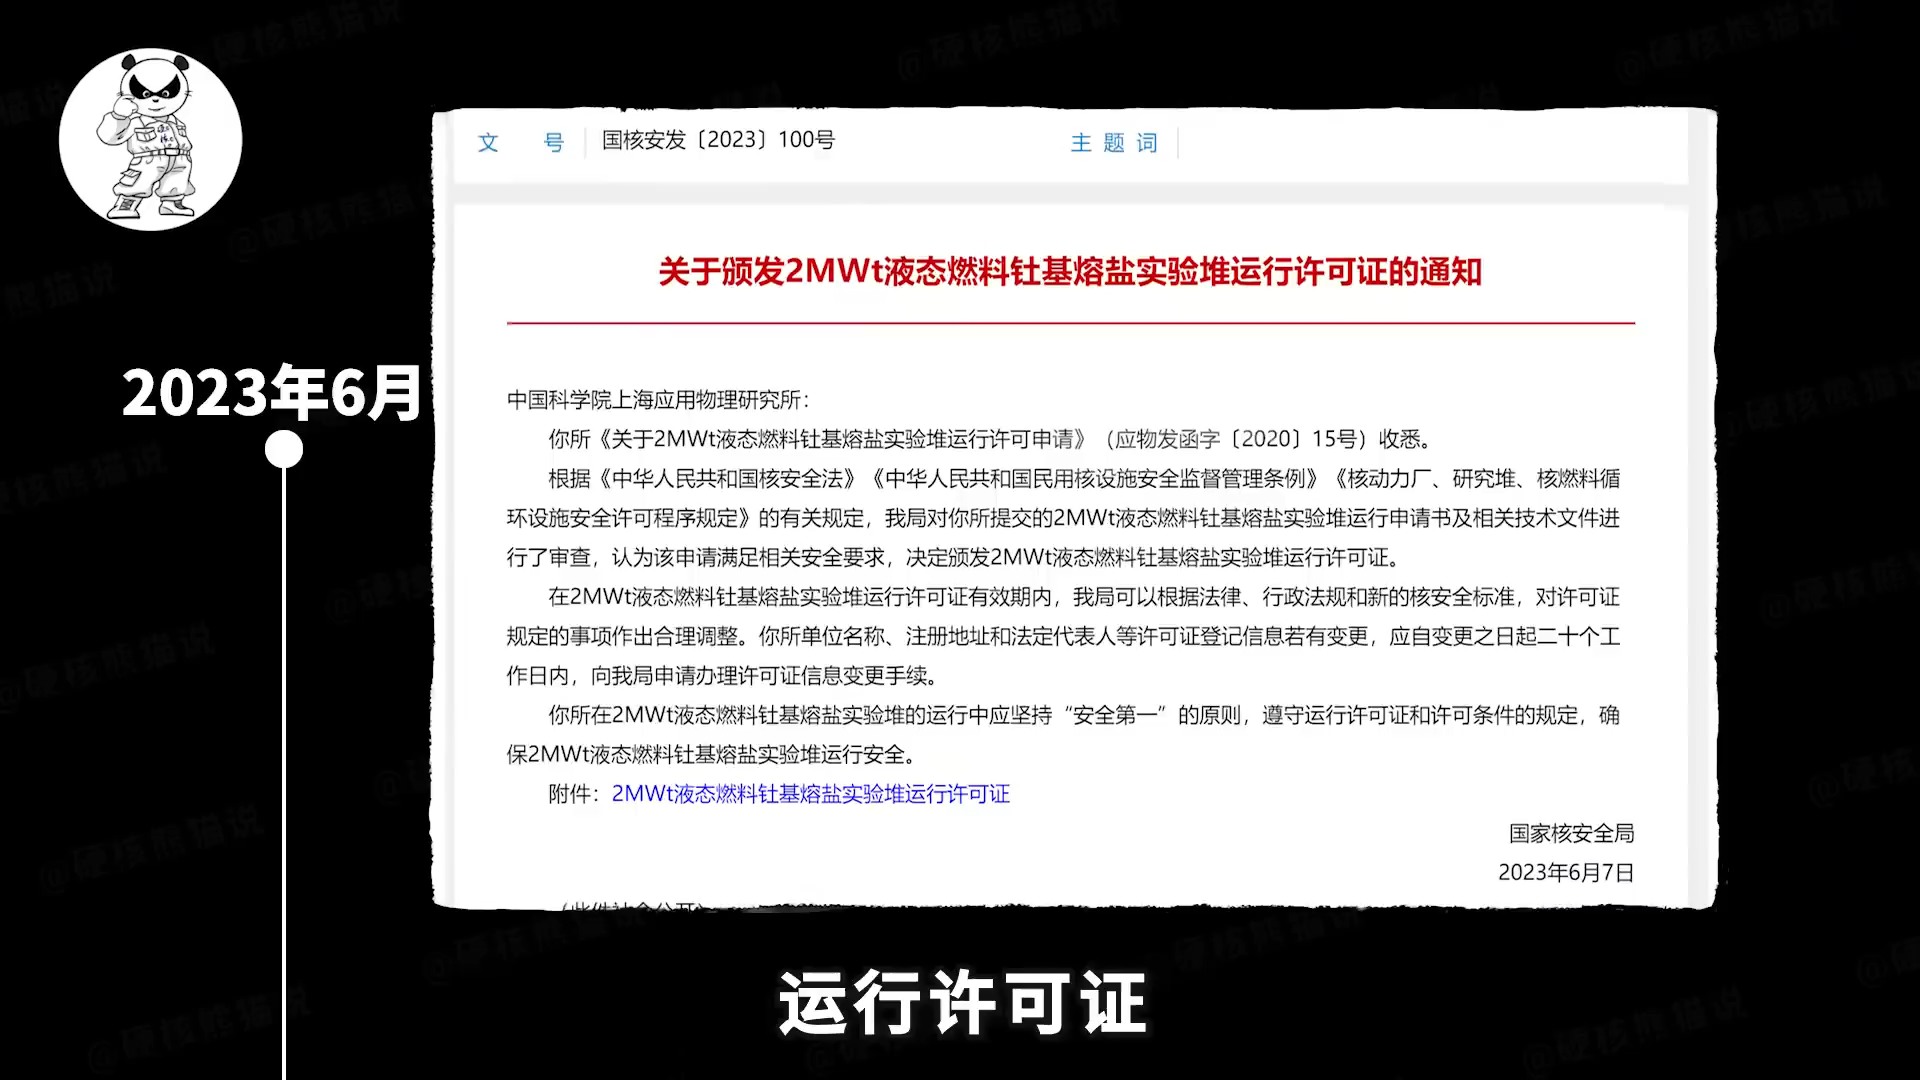 文 号 国核安发〔2023〕100号 主 题 词
关于颁发2MWt液态燃料钍基熔盐实验堆运行许可证的通知
2023年6月
中国科学院上海应用物理研究所：
你所《关于2MWt液态燃料钍基熔盐实验堆运行许可申请》（应物发函字〔2020〕15号）收悉。
根据《中华人民共和国核安全法》《中华人民共和国民用核设施安全监督管理条例》《核动力厂、研究堆、核燃料循
环设施安全许可程序规定》的有关规定，我局对你所提交的2MWt液态燃料钍基熔盐实验堆运行申请书及相关技术文件进
行了审查，认为该申请满足相关安全要求，决定颁发2MWt液态燃料钍基熔盐实验堆运行许可证。
在2MWt液态燃料钍基熔盐实验堆运行许可证有效期内，我局可以根据法律、行政法规和新的核安全标准，对许可证
规定的事项作出合理调整。你所单位名称、注册地址和法定代表人等许可证登记信息若有变更，应自变更之日起二十个工
作日内，向我局申请办理许可证信息变更手续。
你所在2MWt液态燃料钍基熔盐实验堆的运行中应坚持“安全第一”的原则，遵守运行许可证和许可条件的规定，确
保2MWt液态燃料钍基熔盐实验堆运行安全。
附件：2MWt液态燃料钍基熔盐实验堆运行许可证
国家核安全局
2023年6月7日
运行许可证
@硬核熊猫说